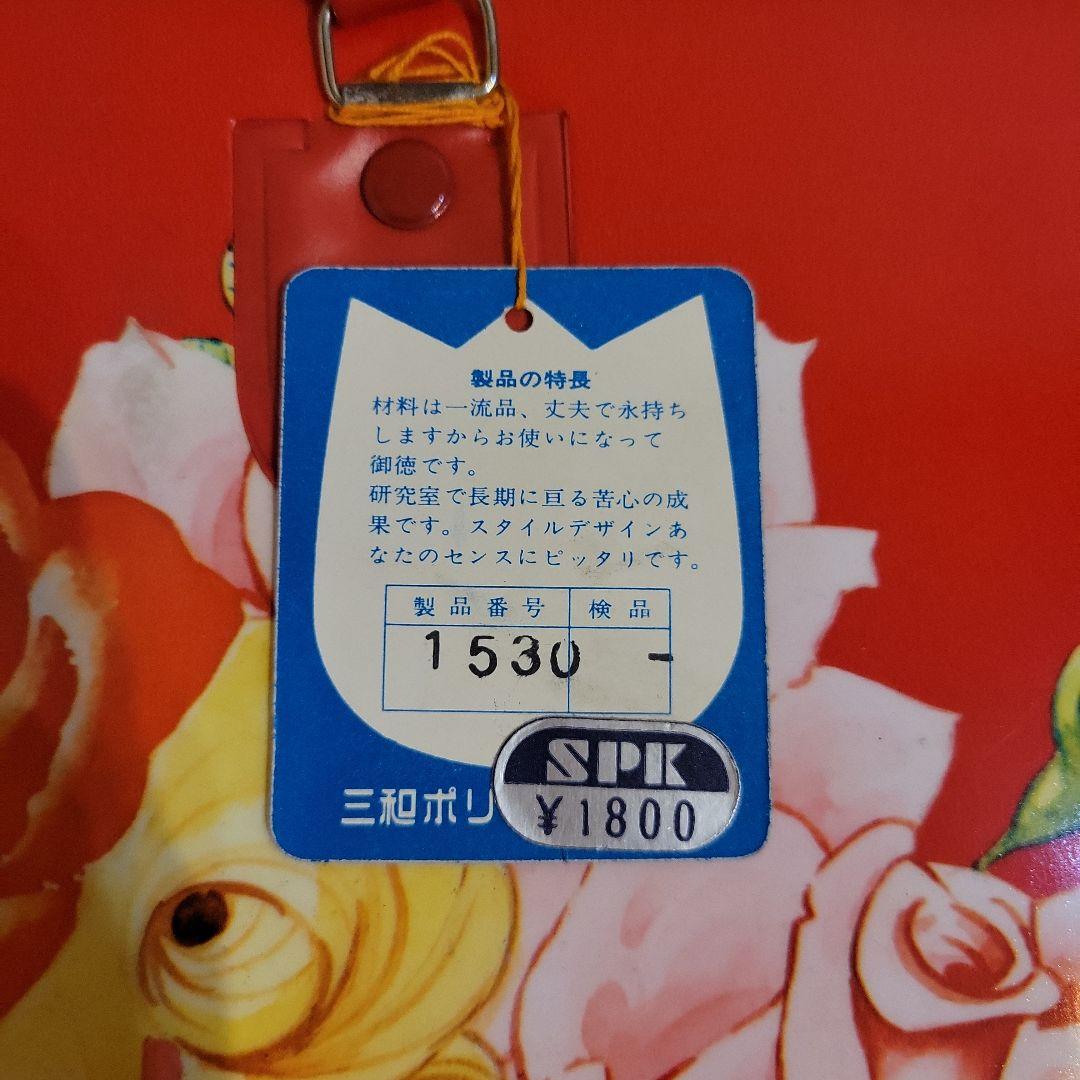 製品の特長
材料は一流品、丈夫で永持ち
しますからお使いになって
御徳です。
研究室で長期に亘る苦心の成
果です。スタイルデザインあ
なたのセンスにピッタリです。
製品番号 検品
1530 -
三和ポリ
SPK
¥1800